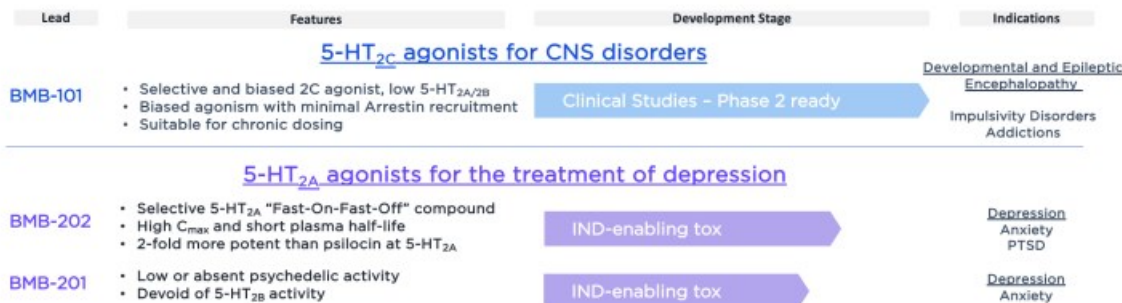 Lead Features Development Stage Indications
5-HT2C agonists for CNS disorders
BMB-101
• Selective and biased 2C agonist, low 5-HT2A/2B
• Biased agonism with minimal Arrestin recruitment
• Suitable for chronic dosing
Clinical Studies – Phase 2 ready
Developmental and Epileptic
Encephalopathy
Impulsivity Disorders
Addictions
5-HT2A agonists for the treatment of depression
BMB-202
• Selective 5-HT2A “Fast-On-Fast-Off” compound
• High Cmax and short plasma half-life
• 2-fold more potent than psilocin at 5-HT2A
IND-enabling tox
Depression
Anxiety
PTSD
BMB-201
• Low or absent psychedelic activity
• Devoid of 5-HT2B activity
IND-enabling tox
Depression
Anxiety